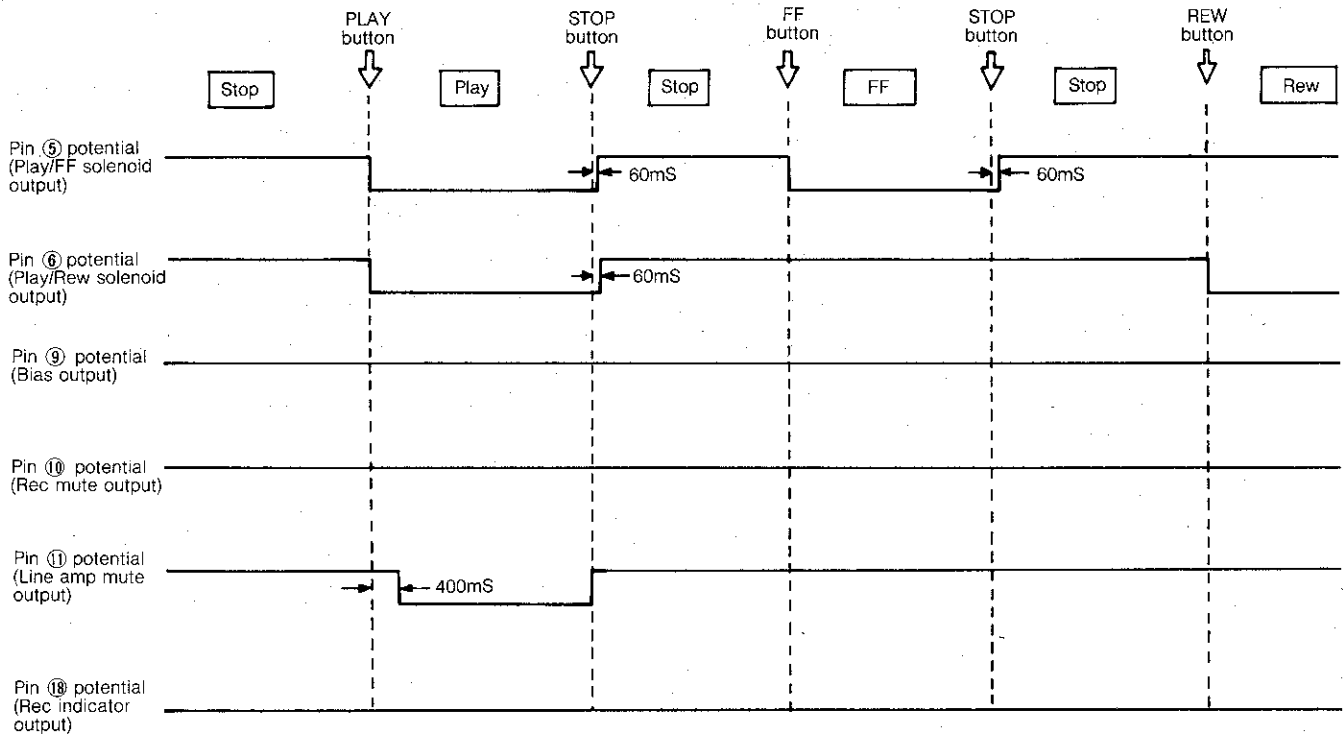 PLAY
button
STOP
button
FF
button
STOP
button
REW
button
Stop
Play
Stop
FF
Stop
Rew
Pin ⑤ potential
(Play/FF solenoid
output)
60mS
60mS
Pin ⑥ potential
(Play/Rew solenoid
output)
60mS
Pin ⑨ potential
(Bias output)
Pin ⑩ potential
(Rec mute output)
Pin ⑪ potential
(Line amp mute
output)
400mS
Pin ⑱ potential
(Rec indicator
output)